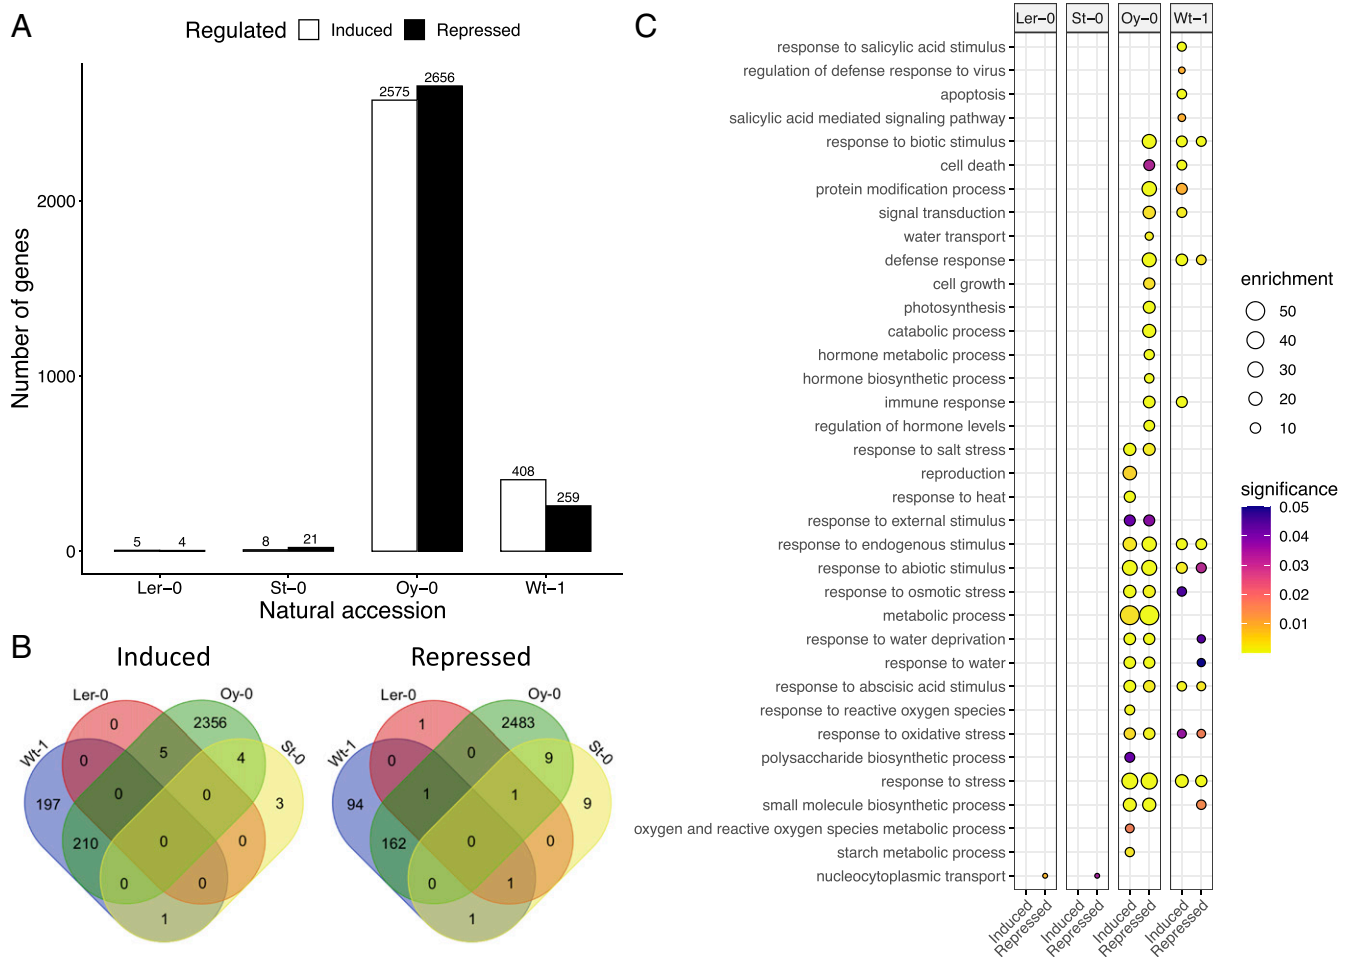 A
Regulated Induced Repressed
Number of genes
2000
1000
0
5
4
8
21
2575
2656
408
259
Ler−0
St−0
Oy−0
Wt−1
Natural accession
B
Induced
Ler-0
Oy-0
Wt-1
St-0
0
2356
0
5
4
197
0
0
3
210
0
0
0
0
1
Repressed
Ler-0
Oy-0
Wt-1
St-0
1
2483
0
0
9
94
1
1
9
162
0
0
0
1
1
C
Ler−0
St−0
Oy−0
Wt−1
response to salicylic acid stimulus
regulation of defense response to virus
apoptosis
salicylic acid mediated signaling pathway
response to biotic stimulus
cell death
protein modification process
signal transduction
water transport
defense response
cell growth
photosynthesis
catabolic process
hormone metabolic process
hormone biosynthetic process
immune response
regulation of hormone levels
response to salt stress
reproduction
response to heat
response to external stimulus
response to endogenous stimulus
response to abiotic stimulus
response to osmotic stress
metabolic process
response to water deprivation
response to water
response to abscisic acid stimulus
response to reactive oxygen species
response to oxidative stress
polysaccharide biosynthetic process
response to stress
small molecule biosynthetic process
oxygen and reactive oxygen species metabolic process
starch metabolic process
nucleocytoplasmic transport
Induced
Repressed
Induced
Repressed
Induced
Repressed
Induced
Repressed
enrichment
50
40
30
20
10
significance
0.05
0.04
0.03
0.02
0.01